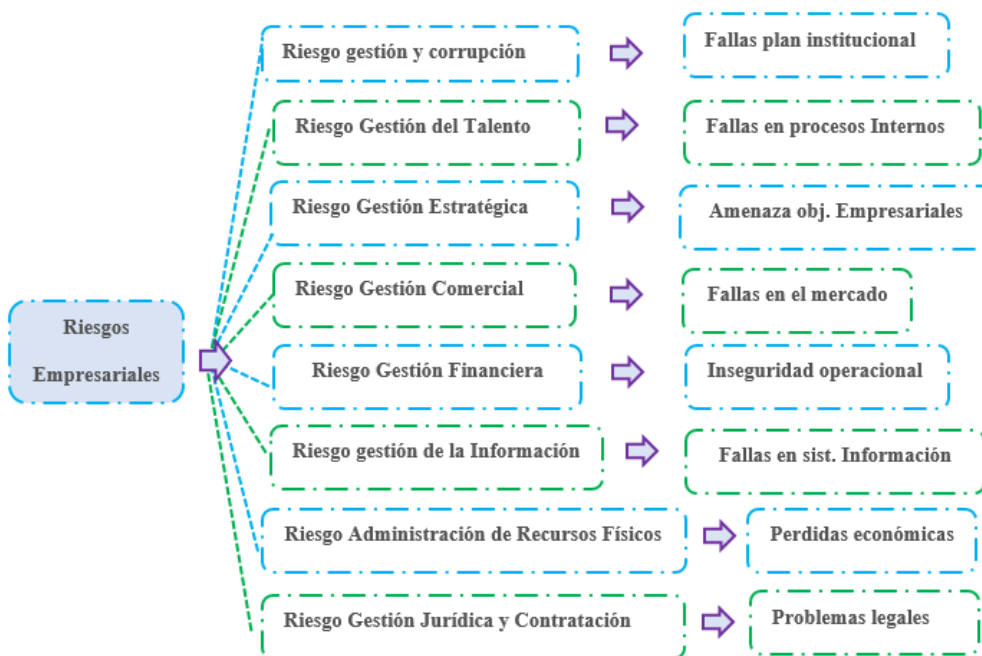 Riesgo gestión y corrupción
Fallas plan institucional
Riesgo Gestión del Talento
Fallas en procesos Internos
Riesgo Gestión Estratégica
Amenaza obj. Empresariales
Riesgo Gestión Comercial
Fallas en el mercado
Riesgos
Empresariales
Riesgo Gestión Financiera
Inseguridad operacional
Riesgo gestión de la Información
Fallas en sist. Información
Riesgo Administración de Recursos Físicos
Perdidas económicas
Riesgo Gestión Jurídica y Contratación
Problemas legales